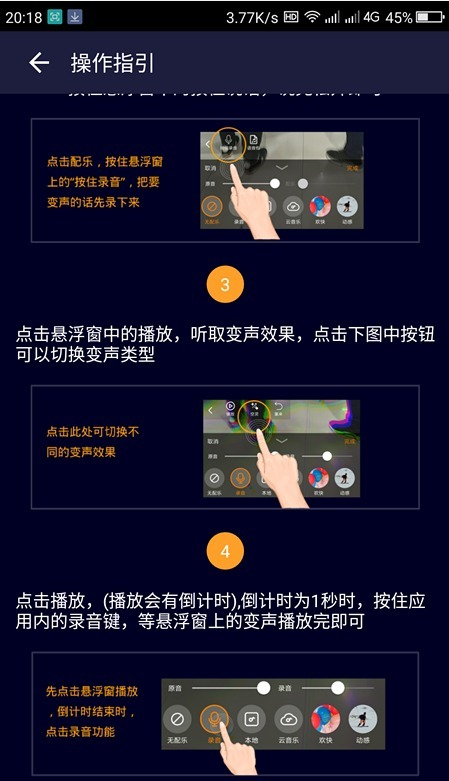 20:18 3.77K/s HD 4G 45%
操作指引
点击配乐，按住悬浮窗
上的“按住录音”，把要
变声的话先录下来
取消 完成
原音
无配乐 录音 云音乐 欢快 动感
3
点击悬浮窗中的播放，听取变声效果，点击下图中按钮
可以切换变声类型
点击此处可切换不
同的变声效果
取消 完成
原音
无配乐 录音 本地 欢快 动感
4
点击播放，(播放会有倒计时),倒计时为1秒时，按住应
用内的录音键，等悬浮窗上的变声播放完即可
先点击悬浮窗播放
，倒计时结束时，
点击录音功能
原音 录音
无配乐 录音 本地 云音乐 欢快 动感